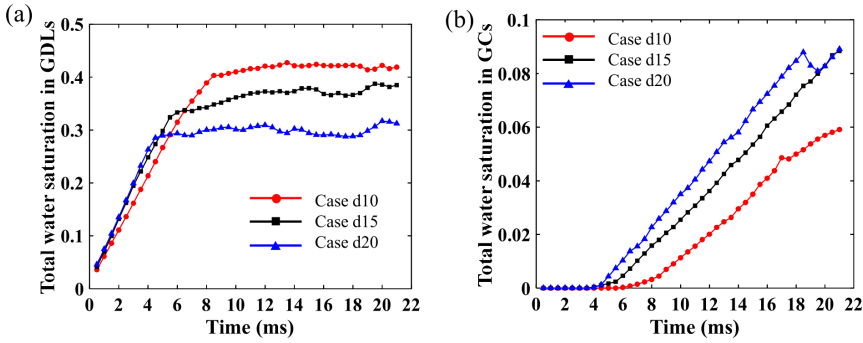 (a)
Total water saturation in GDLs
0.5
0.4
0.3
0.2
0.1
0
0 2 4 6 8 10 12 14 16 18 20 22
Time (ms)
Case d10
Case d15
Case d20
(b)
Total water saturation in GCs
0.1
0.08
0.06
0.04
0.02
0
0 2 4 6 8 10 12 14 16 18 20 22
Time (ms)
Case d10
Case d15
Case d20